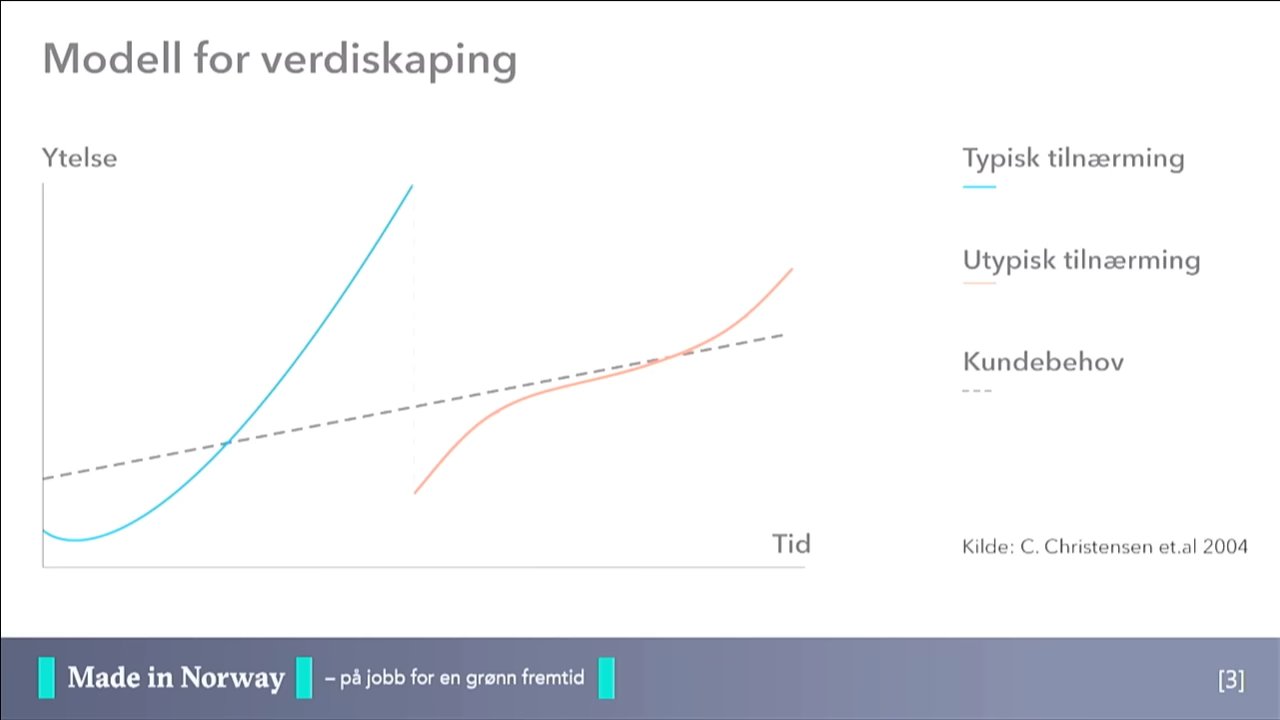 Modell for verdiskaping
Ytelse
Typisk tilnærming
Utypisk tilnærming
Kundebehov
Tid
Kilde: C. Christensen et.al 2004
Made in Norway – på jobb for en grønn fremtid
[3]